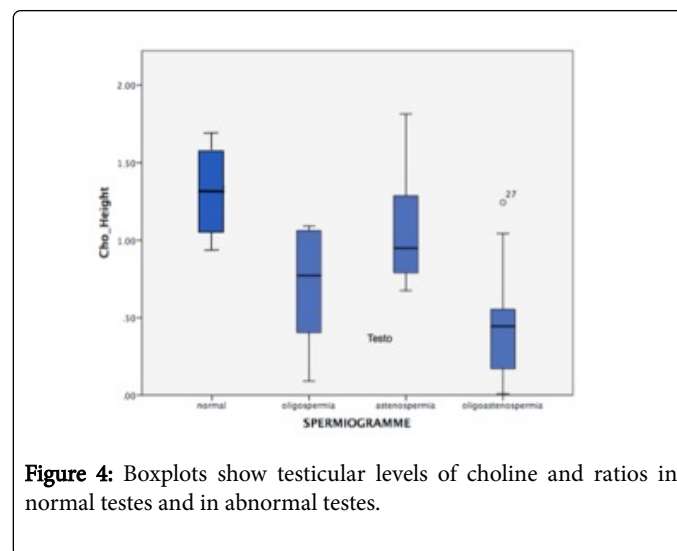 2.00
1.50
1.00
.50
.00
Cho_Height
27
Testo
normal oligospermia astenospermia oligoastenospermia
SPERMIOGRAMME
Figure 4: Boxplots show testicular levels of choline and ratios in
normal testes and in abnormal testes.